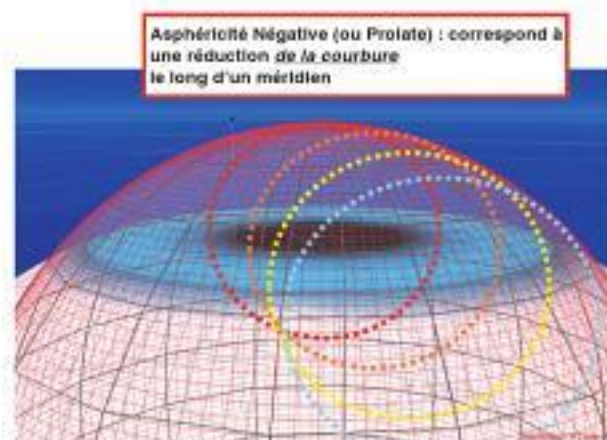 Asphéricité Négative (ou Prolate) : correspond à
une réduction de la courbure
le long d'un méridien